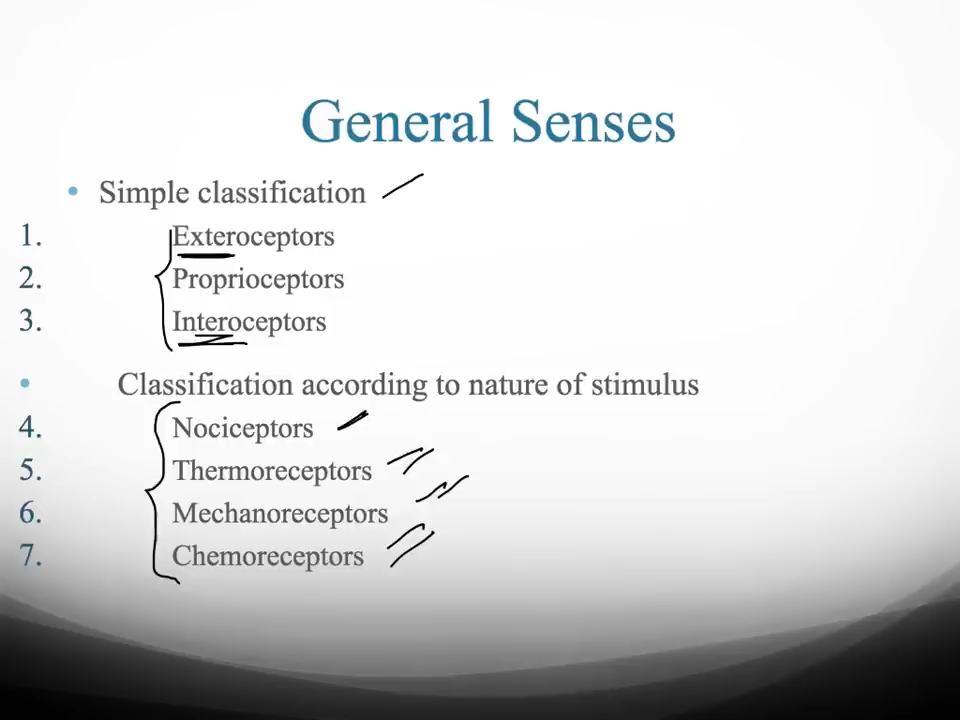 General Senses
• Simple classification
1. Exteroceptors
2. Proprioceptors
3. Interoceptors
• Classification according to nature of stimulus
4. Nociceptors
5. Thermoreceptors
6. Mechanoreceptors
7. Chemoreceptors